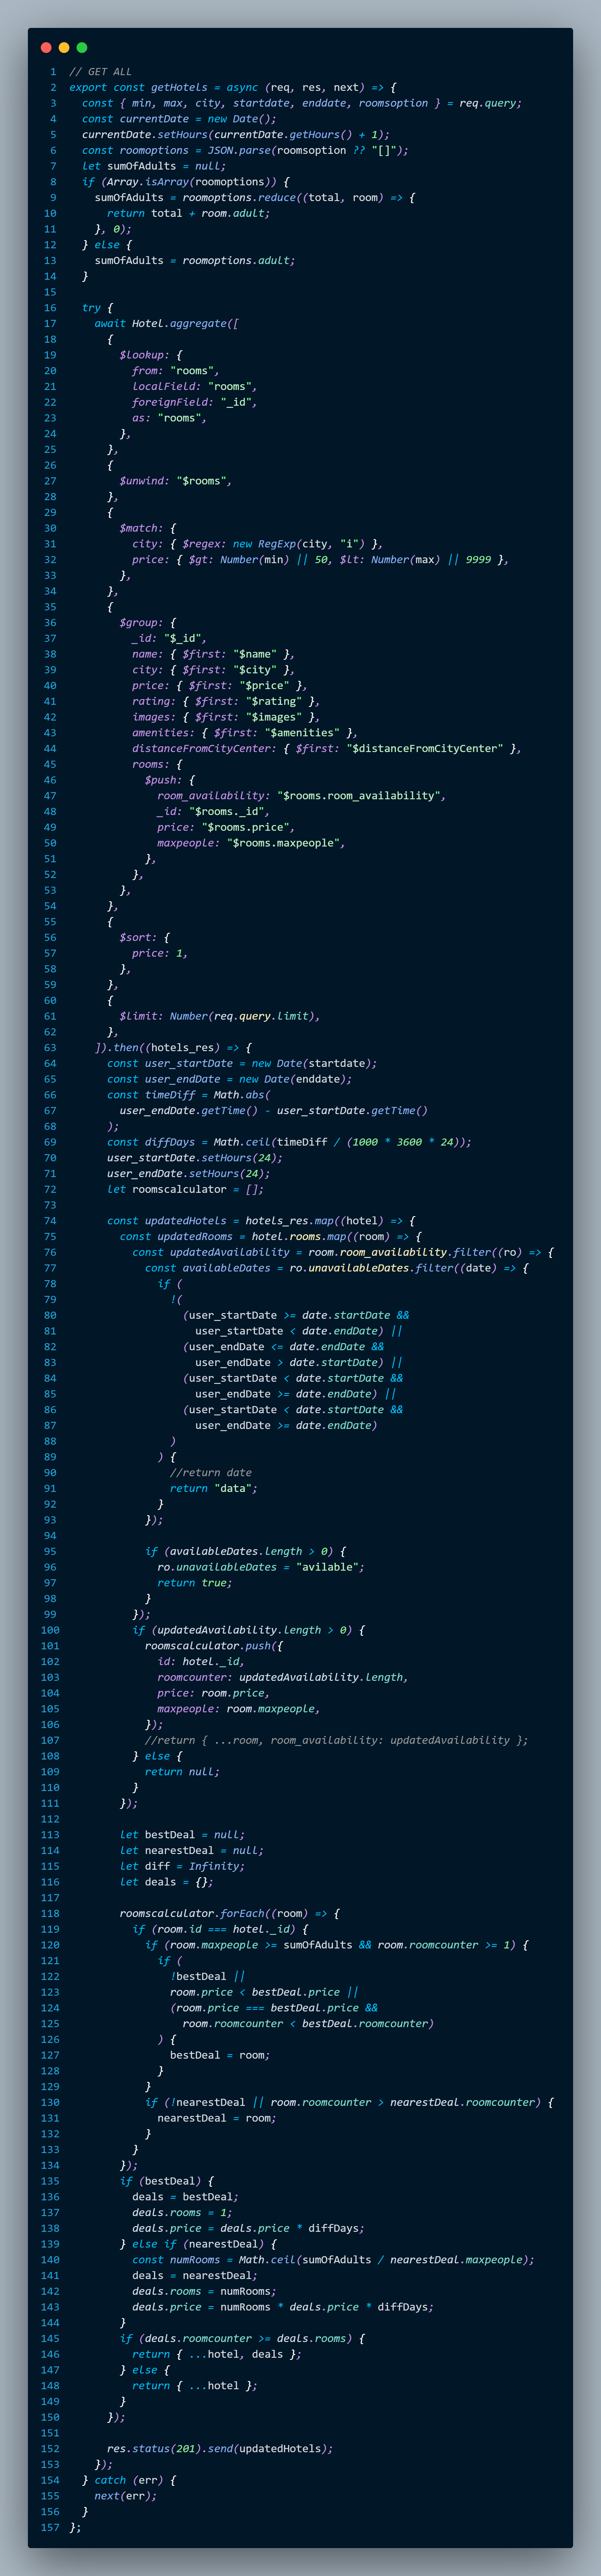 1 // GET ALL
2 export const getHotels = async (req, res, next) => {
3   const { min, max, city, startdate, enddate, roomsoption } = req.query;
4   const currentDate = new Date();
5   currentDate.setHours(currentDate.getHours() + 1);
6   const roomoptions = JSON.parse(roomsoption ?? "[]");
7   let sumOfAdults = null;
8   if (Array.isArray(roomoptions)) {
9     sumOfAdults = roomoptions.reduce((total, room) => {
10       return total + room.adult;
11     }, 0);
12   } else {
13     sumOfAdults = roomoptions.adult;
14   }
15
16   try {
17     await Hotel.aggregate([
18       {
19         $lookup: {
20           from: "rooms",
21           localField: "rooms",
22           foreignField: "_id",
23           as: "rooms",
24         },
25       },
26       {
27         $unwind: "$rooms",
28       },
29       {
30         $match: {
31           city: { $regex: new RegExp(city, "i") },
32           price: { $gt: Number(min) || 50, $lt: Number(max) || 9999 },
33         },
34       },
35       {
36         $group: {
37           _id: "$_id",
38           name: { $first: "$name" },
39           city: { $first: "$city" },
40           price: { $first: "$price" },
41           rating: { $first: "$rating" },
42           images: { $first: "$images" },
43           amenities: { $first: "$amenities" },
44           distanceFromCityCenter: { $first: "$distanceFromCityCenter" },
45           rooms: {
46             $push: {
47               room_availability: "$rooms.room_availability",
48               _id: "$rooms._id",
49               price: "$rooms.price",
50               maxpeople: "$rooms.maxpeople",
51             },
52           },
53         },
54       },
55       {
56         $sort: {
57           price: 1,
58         },
59       },
60       {
61         $limit: Number(req.query.limit),
62       },
63     ]).then((hotels_res) => {
64       const user_startDate = new Date(startdate);
65       const user_endDate = new Date(enddate);
66       const timeDiff = Math.abs(
67         user_endDate.getTime() - user_startDate.getTime()
68       );
69       const diffDays = Math.ceil(timeDiff / (1000 * 3600 * 24));
70       user_startDate.setHours(24);
71       user_endDate.setHours(24);
72       let roomscalculator = [];
73
74       const updatedHotels = hotels_res.map((hotel) => {
75         const updatedRooms = hotel.rooms.map((room) => {
76           const updatedAvailability = room.room_availability.filter((ro) => {
77             const availableDates = ro.unavailableDates.filter((date) => {
78               if (
79                 !(
80                   (user_startDate >= date.startDate &&
81                     user_startDate < date.endDate) ||
82                   (user_endDate <= date.endDate &&
83                     user_endDate > date.startDate) ||
84                   (user_startDate < date.startDate &&
85                     user_endDate >= date.endDate) ||
86                   (user_startDate < date.startDate &&
87                     user_endDate >= date.endDate)
88                 )
89               ) {
90                 //return date
91                 return "data";
92               }
93             });
94
95             if (availableDates.length > 0) {
96               ro.unavailableDates = "avilable";
97               return true;
98             }
99           });
100           if (updatedAvailability.length > 0) {
101             roomscalculator.push({
102               id: hotel._id,
103               roomcounter: updatedAvailability.length,
104               price: room.price,
105               maxpeople: room.maxpeople,
106             });
107             //return { ...room, room_availability: updatedAvailability };
108           } else {
109             return null;
110           }
111         });
112
113         let bestDeal = null;
114         let nearestDeal = null;
115         let diff = Infinity;
116         let deals = {};
117
118         roomscalculator.forEach((room) => {
119           if (room.id === hotel._id) {
120             if (room.maxpeople >= sumOfAdults && room.roomcounter >= 1) {
121               if (
122                 !bestDeal ||
123                 room.price < bestDeal.price ||
124                 (room.price === bestDeal.price &&
125                   room.roomcounter < bestDeal.roomcounter)
126               ) {
127                 bestDeal = room;
128               }
129             }
130             if (!nearestDeal || room.roomcounter > nearestDeal.roomcounter) {
131               nearestDeal = room;
132             }
133           }
134         });
135         if (bestDeal) {
136           deals = bestDeal;
137           deals.rooms = 1;
138           deals.price = deals.price * diffDays;
139         } else if (nearestDeal) {
140           const numRooms = Math.ceil(sumOfAdults / nearestDeal.maxpeople);
141           deals = nearestDeal;
142           deals.rooms = numRooms;
143           deals.price = numRooms * deals.price * diffDays;
144         }
145         if (deals.roomcounter >= deals.rooms) {
146           return { ...hotel, deals };
147         } else {
148           return { ...hotel };
149         }
150       });
151
152       res.status(201).send(updatedHotels);
153     });
154   } catch (err) {
155     next(err);
156   }
157 };